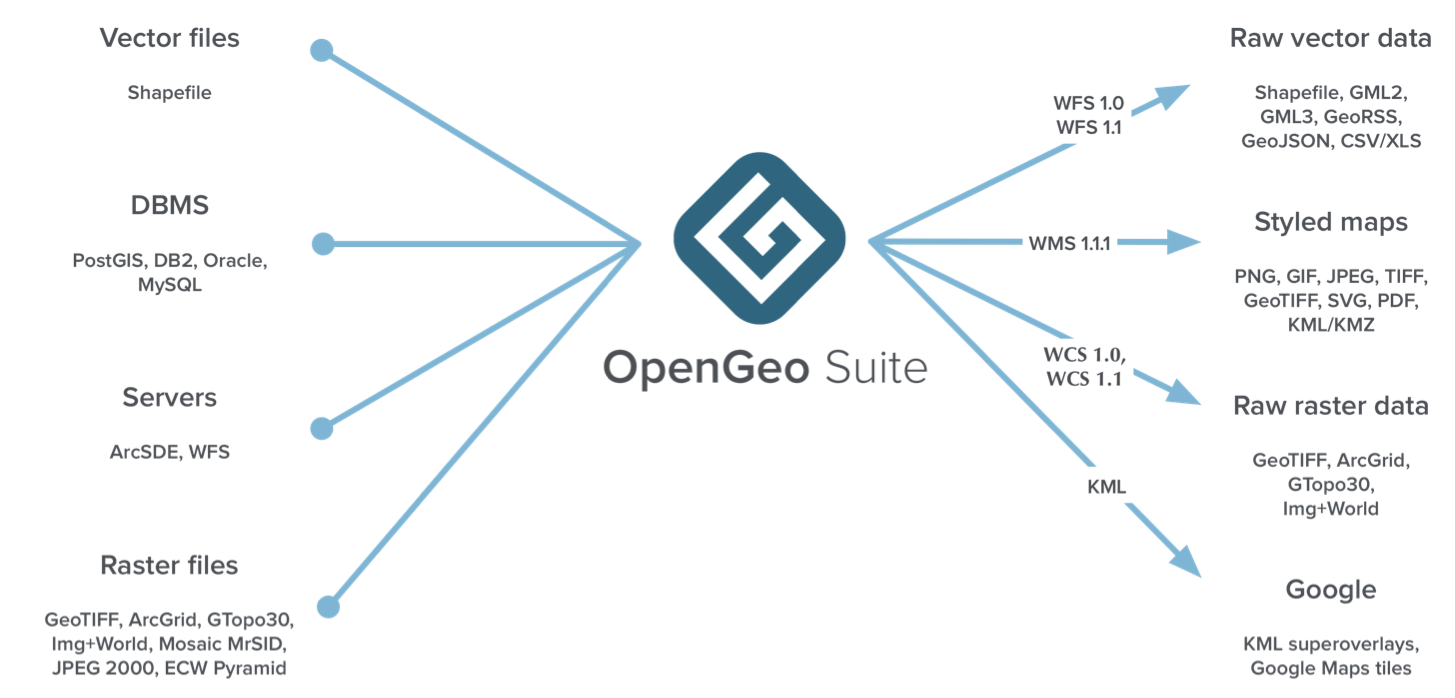 Vector files
Shapefile
DBMS
PostGIS, DB2, Oracle,
MySQL
Servers
ArcSDE, WFS
Raster files
GeoTIFF, ArcGrid, GTopo30,
Img+World, Mosaic MrSID,
JPEG 2000, ECW Pyramid
OpenGeo Suite
WFS 1.0
WFS 1.1
WMS 1.1.1
WCS 1.0,
WCS 1.1
KML
Raw vector data
Shapefile, GML2,
GML3, GeoRSS,
GeoJSON, CSV/XLS
Styled maps
PNG, GIF, JPEG, TIFF,
GeoTIFF, SVG, PDF,
KML/KMZ
Raw raster data
GeoTIFF, ArcGrid,
GTopo30,
Img+World
Google
KML superoverlays,
Google Maps tiles